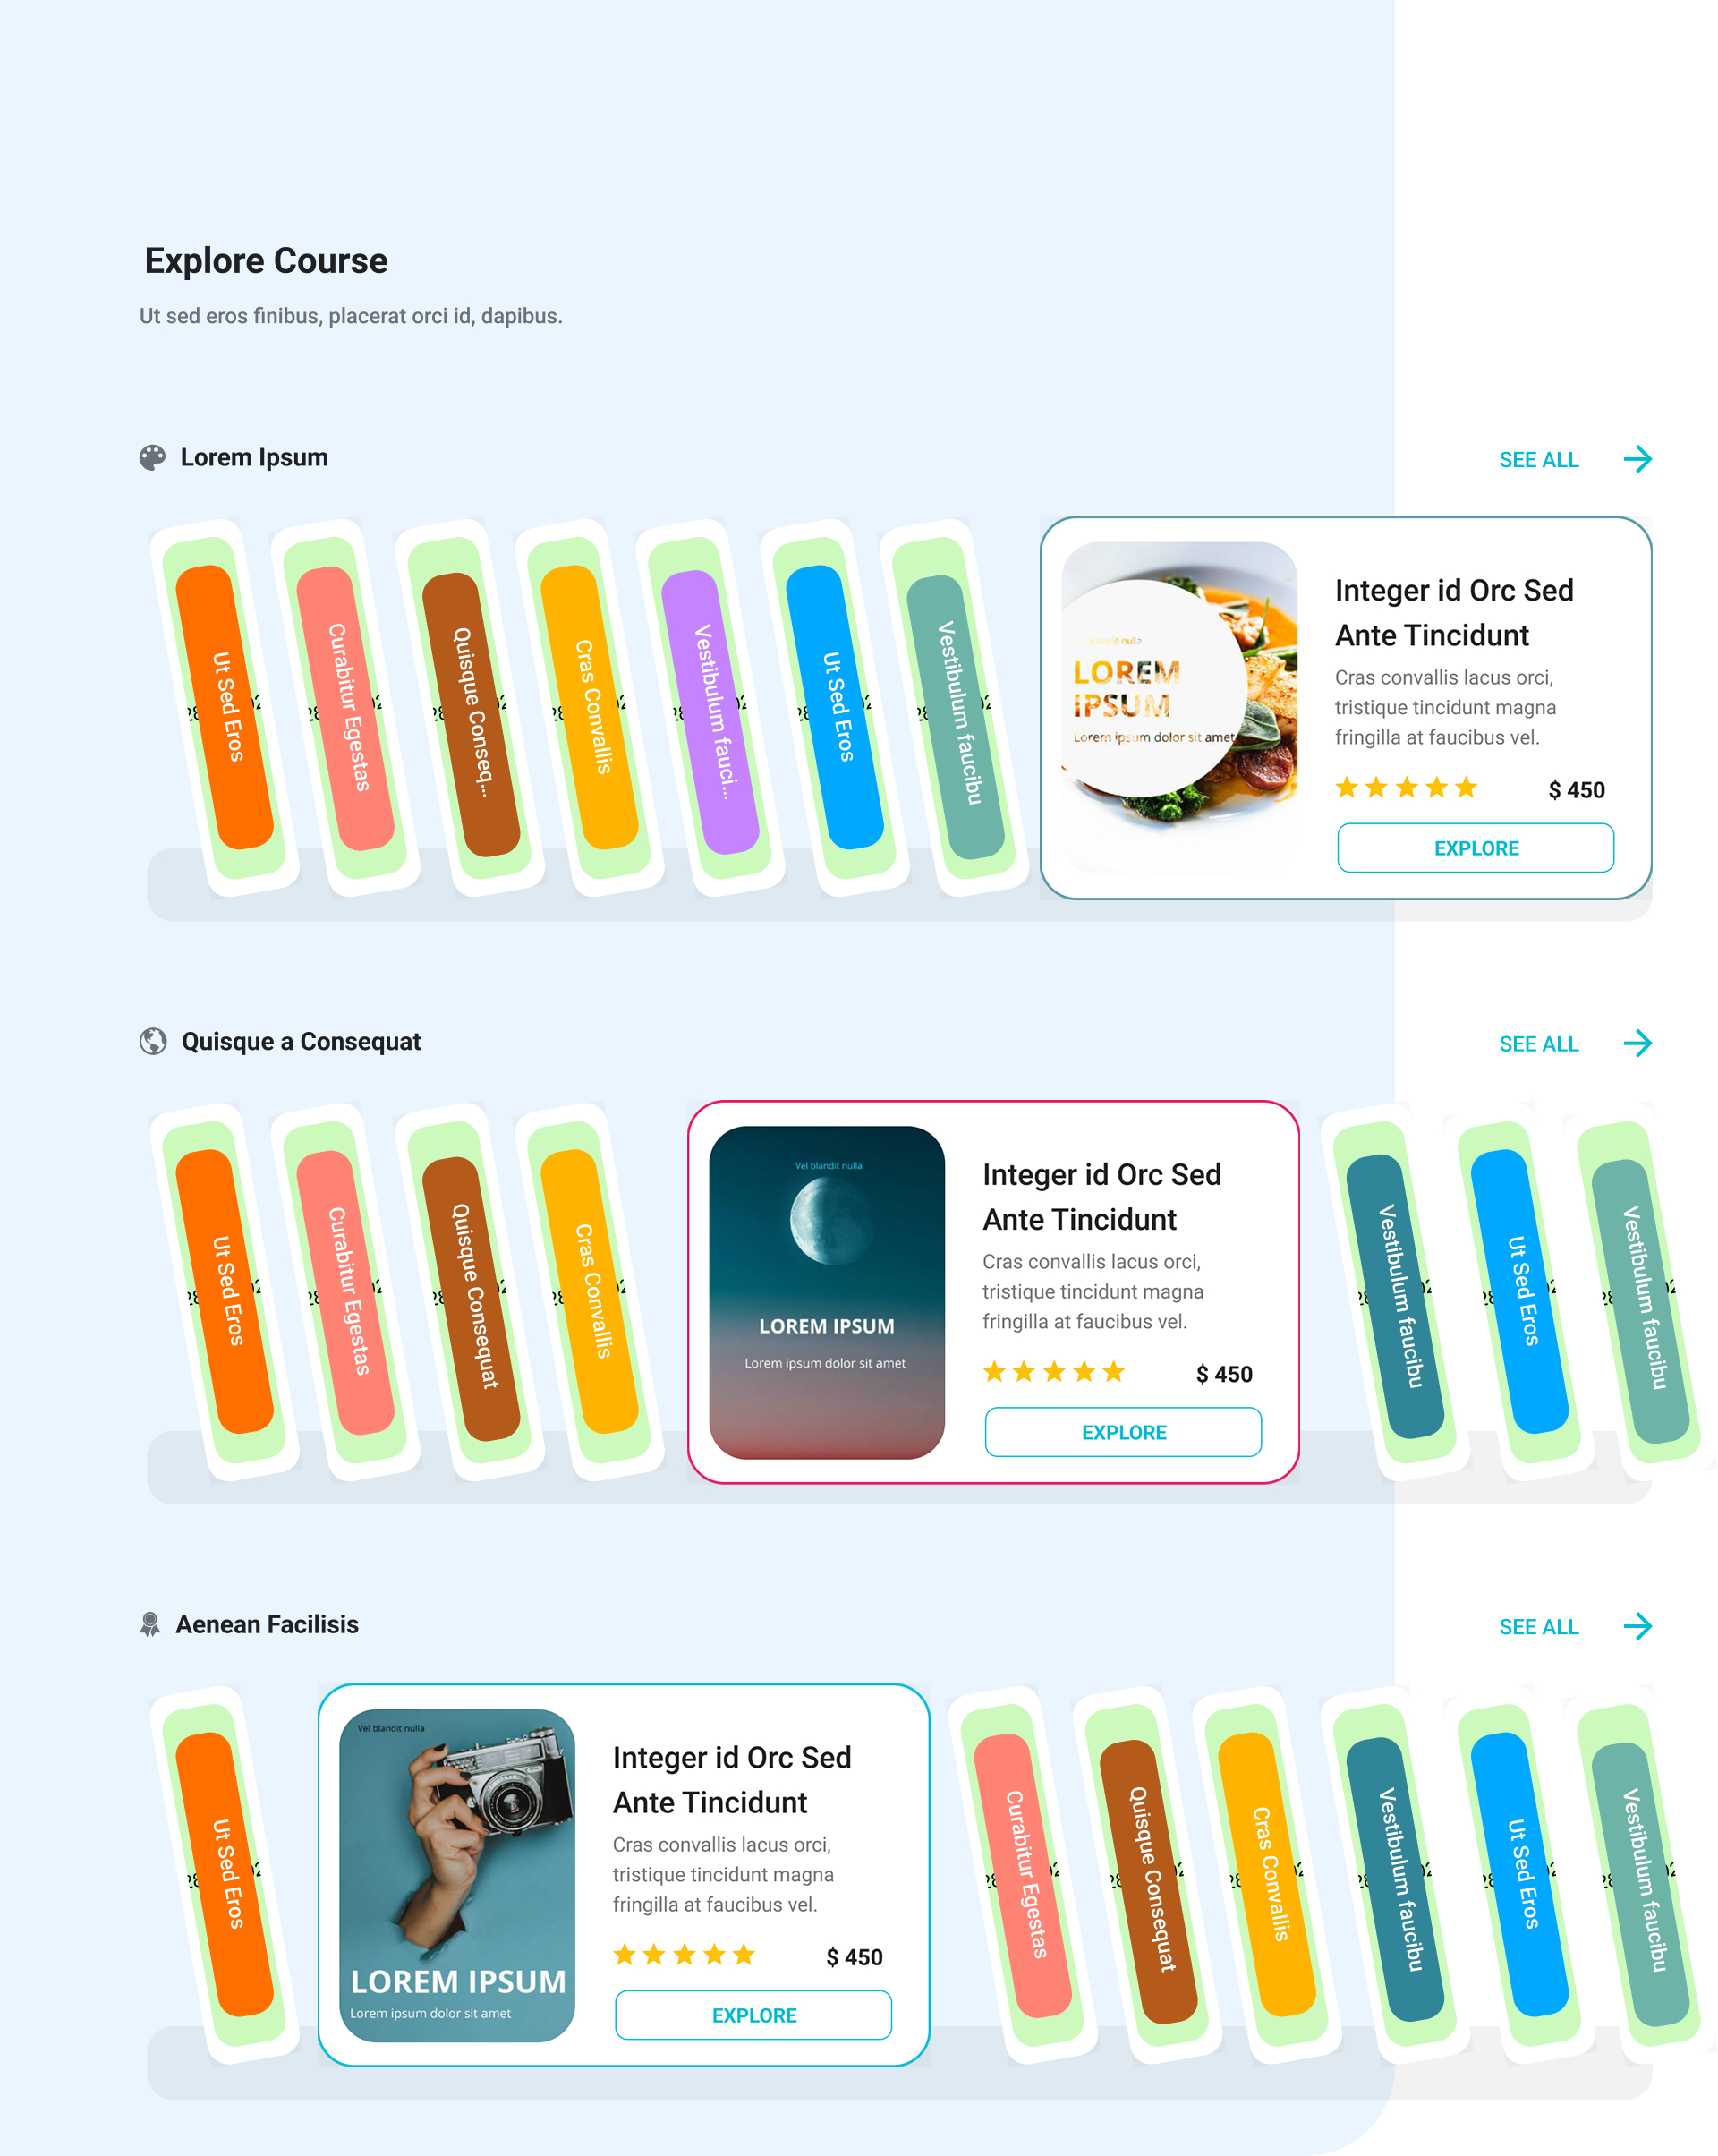 Explore Course
Ut sed eros finibus, placerat orci id, dapibus.
Lorem Ipsum
SEE ALL
Ut Sed Eros
Curabitur Egestas
Quisque Conseq...
Cras Convallis
Vestibulum fauci...
Ut Sed Eros
Vestibulum faucibu
LOREM
IPSUM
Lorem ipsum dolor sit amet
Integer id Orc Sed
Ante Tincidunt
Cras convallis lacus orci,
tristique tincidunt magna
fringilla at faucibus vel.
$ 450
EXPLORE
Quisque a Consequat
SEE ALL
Ut Sed Eros
Curabitur Egestas
Quisque Consequat
Cras Convallis
Vel blandit nulla
LOREM IPSUM
Lorem ipsum dolor sit amet
Integer id Orc Sed
Ante Tincidunt
Cras convallis lacus orci,
tristique tincidunt magna
fringilla at faucibus vel.
$ 450
EXPLORE
Vestibulum faucibu
Ut Sed Eros
Vestibulum faucibu
Aenean Facilisis
SEE ALL
Ut Sed Eros
Vel blandit nulla
LOREM IPSUM
Lorem ipsum dolor sit amet
Integer id Orc Sed
Ante Tincidunt
Cras convallis lacus orci,
tristique tincidunt magna
fringilla at faucibus vel.
$ 450
EXPLORE
Curabitur Egestas
Quisque Consequat
Cras Convallis
Vestibulum faucibu
Ut Sed Eros
Vestibulum faucibu